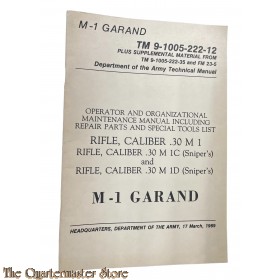 M-1 GARAND
TM 9-1005-222-12
PLUS SUPPLEMENTAL MATERIAL FROM
TM 9-1005-222-35 and FM 23-5
Department of the Army Technical Manual
OPERATOR AND ORGANIZATIONAL
MAINTENANCE MANUAL INCLUDING
REPAIR PARTS AND SPECIAL TOOLS LIST
RIFLE, CALIBER .30 M 1
RIFLE, CALIBER .30 M 1C (Sniper's)
and
RIFLE, CALIBER .30 M 1D (Sniper's)
M-1 GARAND
HEADQUARTERS, DEPARTMENT OF THE ARMY, 17 March, 1969
The Quartermaster Store